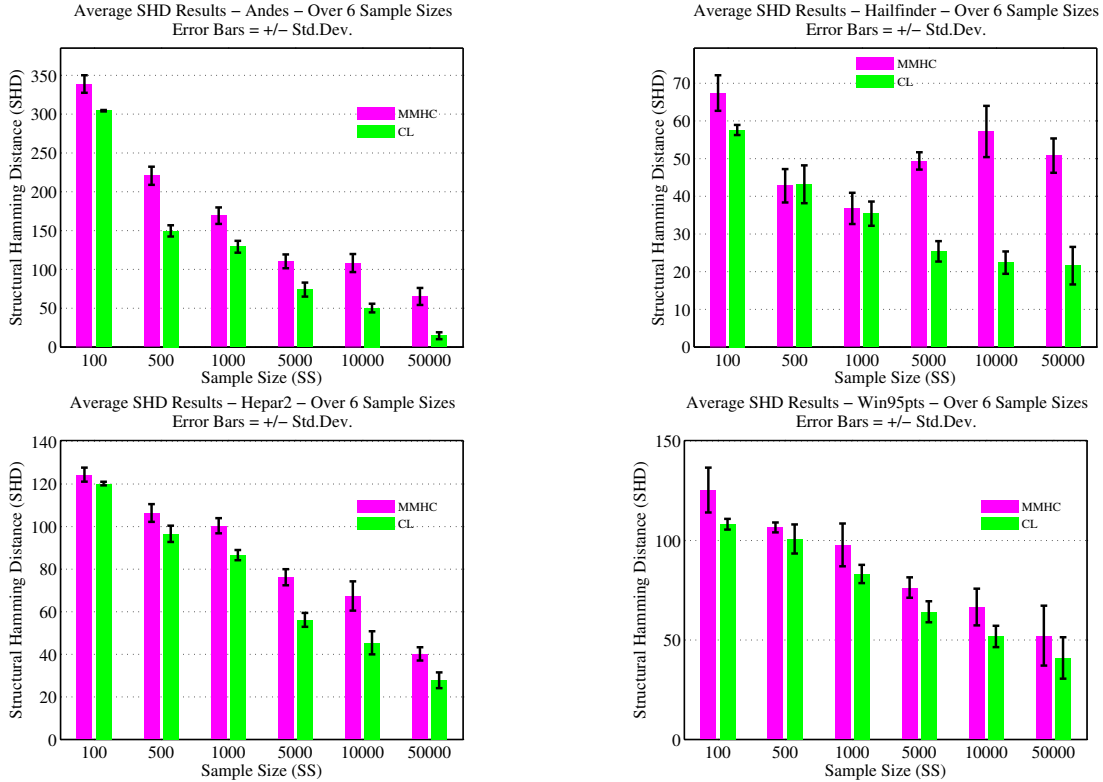 Average SHD Results − Andes − Over 6 Sample Sizes
Error Bars = +/− Std.Dev.
Structural Hamming Distance (SHD)
350
300
250
200
150
100
50
0
MMHC
CL
100 500 1000 5000 10000 50000
Sample Size (SS)
Average SHD Results − Hailfinder − Over 6 Sample Sizes
Error Bars = +/− Std.Dev.
Structural Hamming Distance (SHD)
70
60
50
40
30
20
10
0
MMHC
CL
100 500 1000 5000 10000 50000
Sample Size (SS)
Average SHD Results − Hepar2 − Over 6 Sample Sizes
Error Bars = +/− Std.Dev.
Structural Hamming Distance (SHD)
140
120
100
80
60
40
20
0
MMHC
CL
100 500 1000 5000 10000 50000
Sample Size (SS)
Average SHD Results − Win95pts − Over 6 Sample Sizes
Error Bars = +/− Std.Dev.
Structural Hamming Distance (SHD)
150
100
50
0
MMHC
CL
100 500 1000 5000 10000 50000
Sample Size (SS)